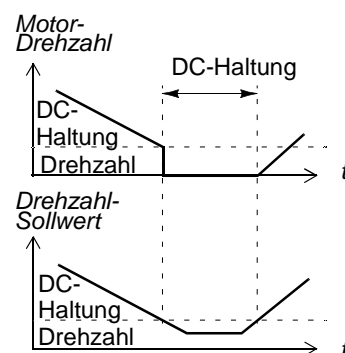 Motor-
Drehzahl
DC-Haltung
DC-
Haltung
Drehzahl
t
Drehzahl-
Sollwert
DC-
Haltung
Drehzahl
t